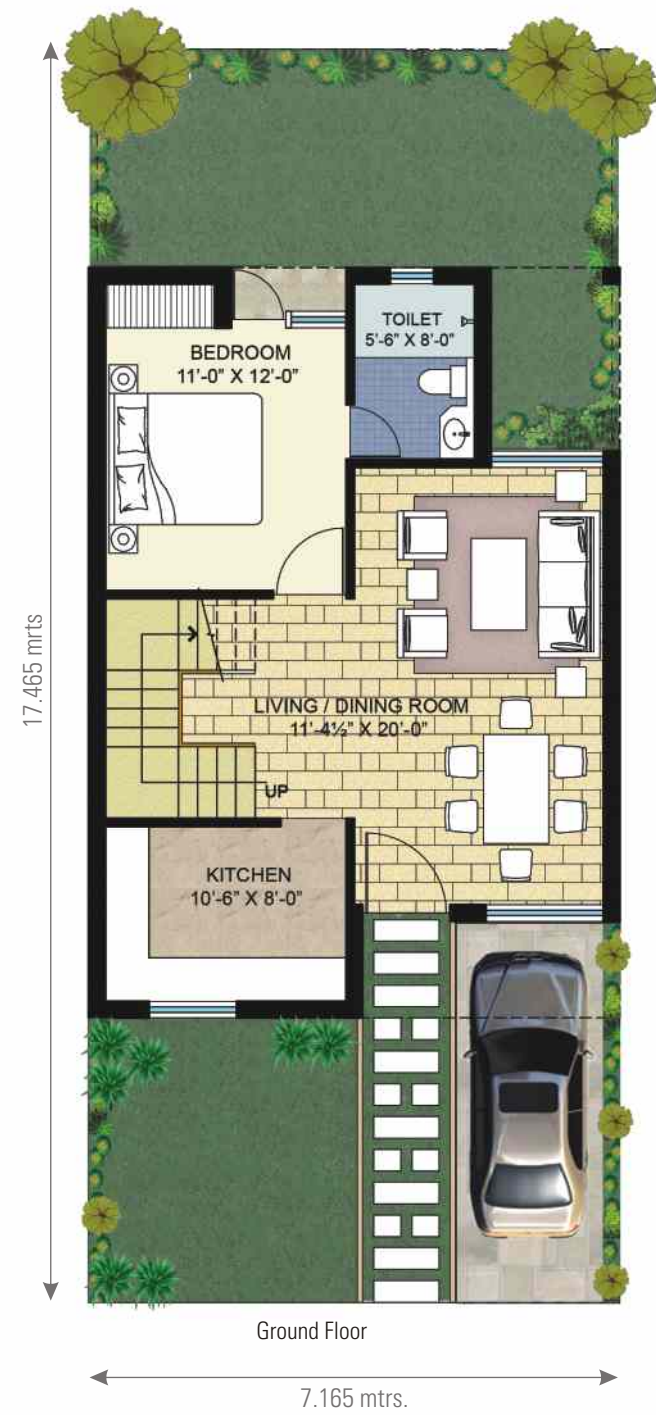 TOILET
5'-6" X 8'-0"
BEDROOM
11'-0" X 12'-0"
17.465 mrts
LIVING / DINING ROOM
11'-4½" X 20'-0"
UP
KITCHEN
10'-6" X 8'-0"
Ground Floor
7.165 mtrs.